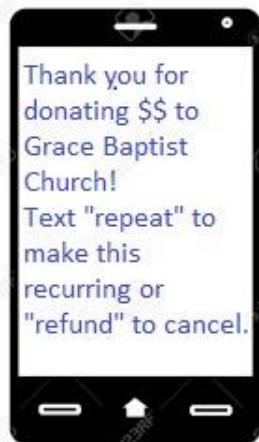 Thank you for
donating $$ to
Grace Baptist
Church!
Text "repeat" to
make this
recurring or
"refund" to cancel.